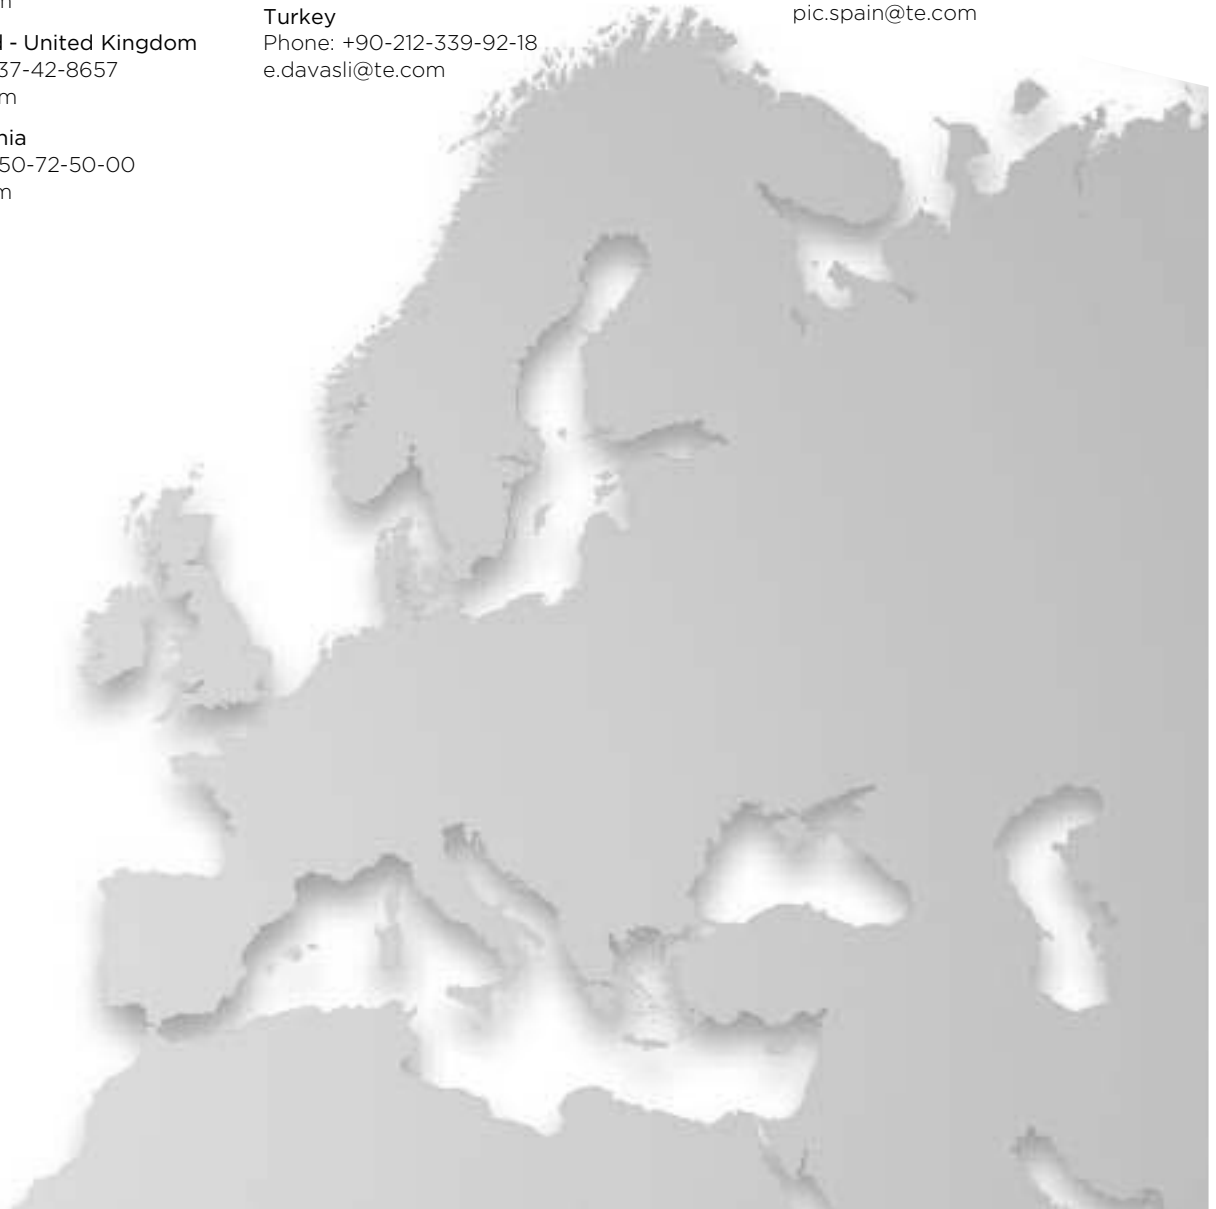 m
d - United Kingdom
37-42-8657
m
nia
50-72-50-00
m
Turkey
Phone: +90-212-339-92-18
e.davasli@te.com
pic.spain@te.com